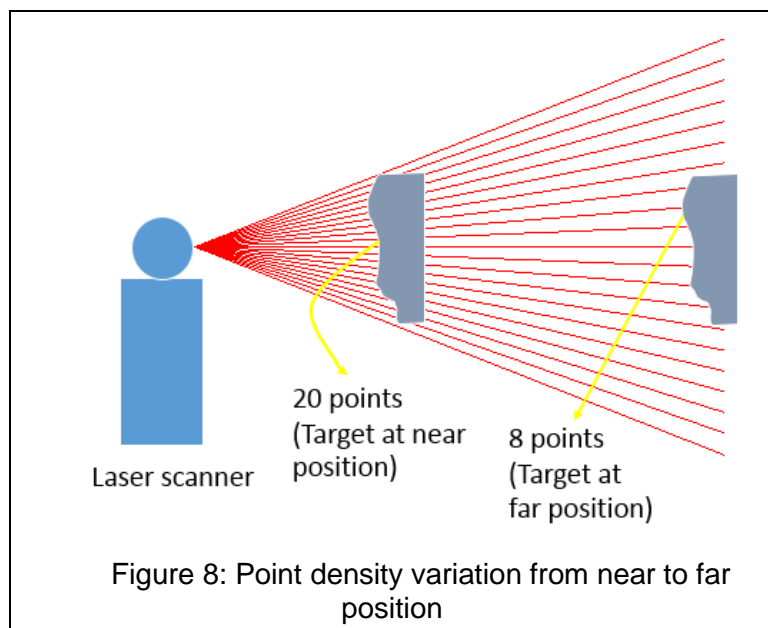 Laser scanner
20 points
(Target at near
position)
8 points
(Target at
far position)
Figure 8: Point density variation from near to far
position